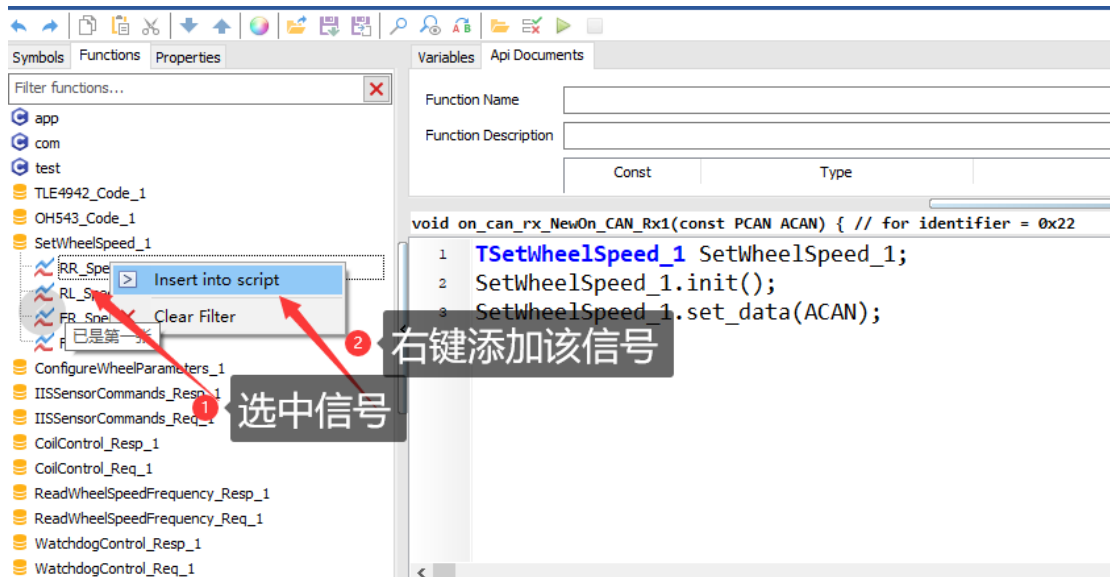 Symbols Functions Properties
Variables Api Documents
Filter functions...
app
com
test
TLE4942_Code_1
OH543_Code_1
SetWheelSpeed_1
RR_Spe
RL_Spe
FR_Spe
F
Insert into script
Clear Filter
已是第一张
ConfigureWheelParameters_1
IISSensorCommands_Resp_1
IISSensorCommands_Req_1
CoilControl_Resp_1
CoilControl_Req_1
ReadWheelSpeedFrequency_Resp_1
ReadWheelSpeedFrequency_Req_1
WatchdogControl_Resp_1
WatchdogControl_Req_1
1 选中信号
2 右键添加该信号
Function Name
Function Description
Const Type
void on_can_rx_NewOn_CAN_Rx1(const PCAN ACAN) { // for identifier = 0x22
1 TSetWheelSpeed_1 SetWheelSpeed_1;
2 SetWheelSpeed_1.init();
3 SetWheelSpeed_1.set_data(ACAN);